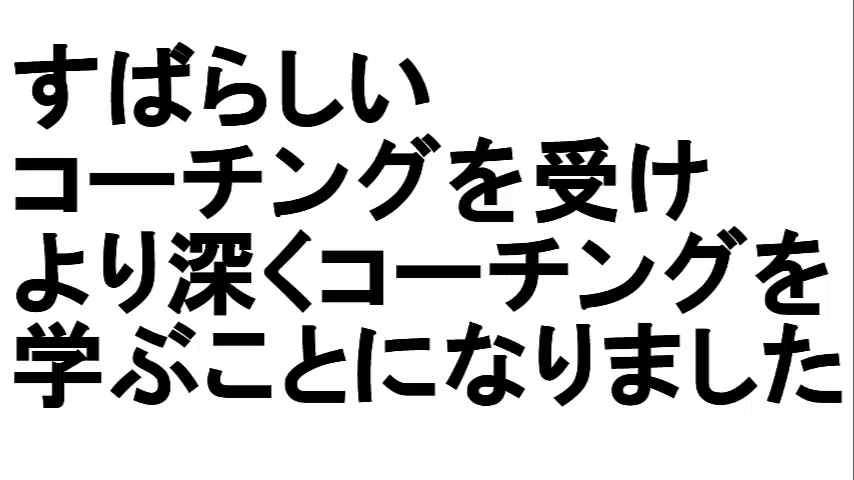 すばらしい
コーチングを受け
より深くコーチングを
学ぶことになりました